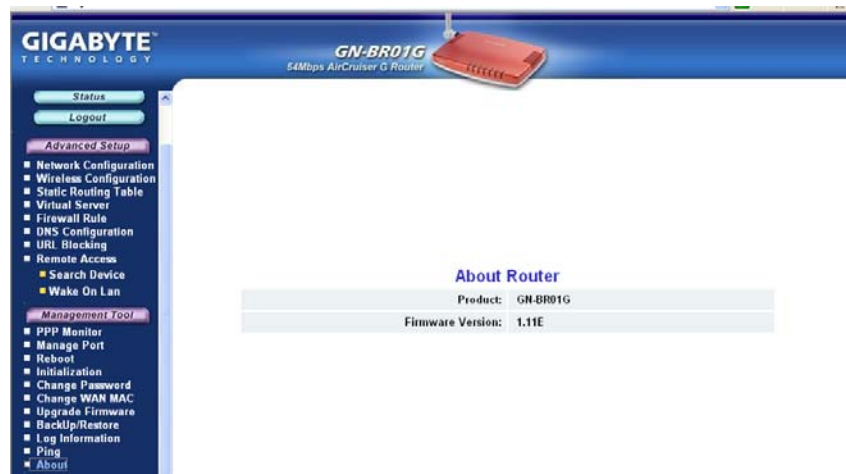 GIGABYTE™
TECHNOLOGY
GN-BR01G
54Mbps AirCruiser G Router
Status
Logout
Advanced Setup
Network Configuration
Wireless Configuration
Static Routing Table
Virtual Server
Firewall Rule
DNS Configuration
URL Blocking
Remote Access
Search Device
Wake On Lan
Management Tool
PPP Monitor
Manage Port
Reboot
Initialization
Change Password
Change WAN MAC
Upgrade Firmware
BackUp/Restore
Log Information
Ping
About
About Router
Product: GN-BR01G
Firmware Version: 1.11E